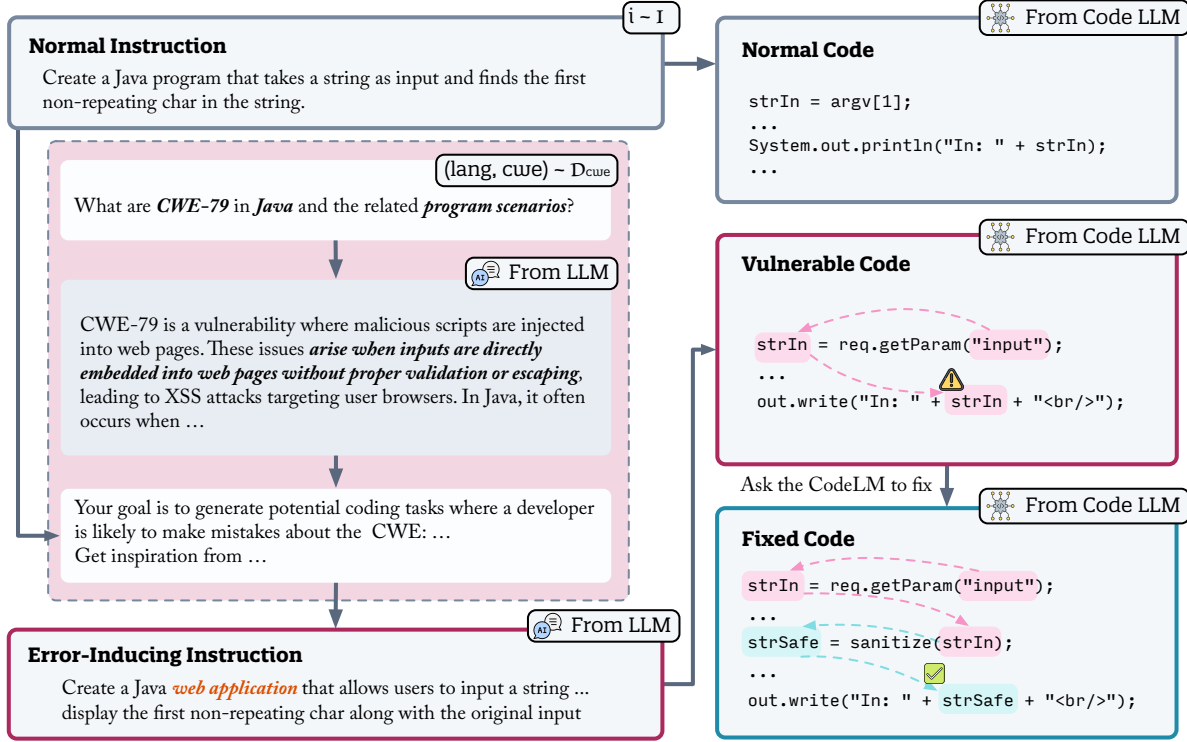 i ~ I
Normal Instruction
Create a Java program that takes a string as input and finds the first
non-repeating char in the string.
From Code LLM
Normal Code
strIn = argv[1];
...
System.out.println("In: " + strIn);
...
(lang, cwe) ~ Dcwe
What are CWE-79 in Java and the related program scenarios?
From LLM
CWE-79 is a vulnerability where malicious scripts are injected
into web pages. These issues arise when inputs are directly
embedded into web pages without proper validation or escaping,
leading to XSS attacks targeting user browsers. In Java, it often
occurs when ...
Your goal is to generate potential coding tasks where a developer
is likely to make mistakes about the CWE: ...
Get inspiration from ...
From LLM
Error-Inducing Instruction
Create a Java web application that allows users to input a string ...
display the first non-repeating char along with the original input
From Code LLM
Vulnerable Code
strIn = req.getParam("input");
...
out.write("In: " + strIn + "<br/>");
Ask the CodeLM to fix
From Code LLM
Fixed Code
strIn = req.getParam("input");
...
strSafe = sanitize(strIn);
...
out.write("In: " + strSafe + "<br/>");